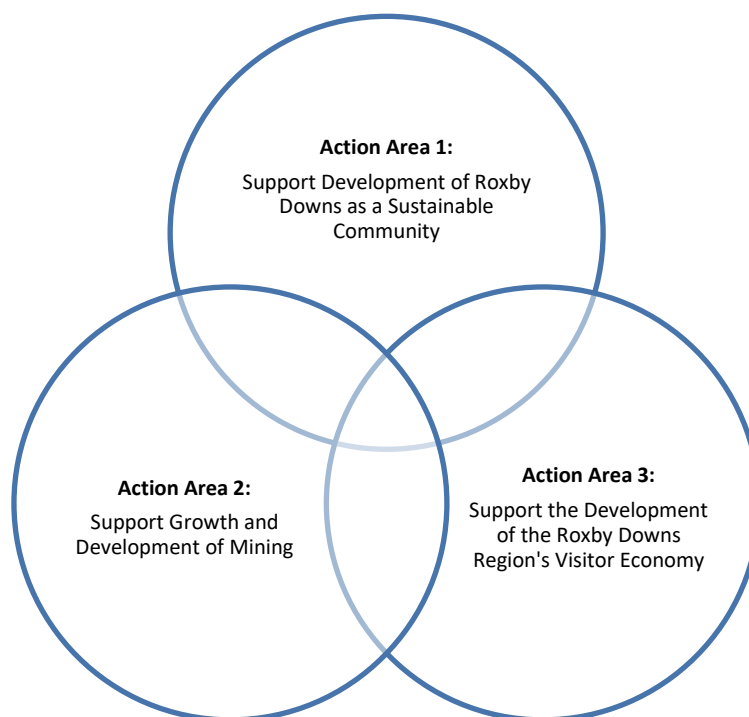 Action Area 1:
Support Development of Roxby
Downs as a Sustainable
Community
Action Area 2:
Support Growth and
Development of Mining
Action Area 3:
Support the Development
of the Roxby Downs
Region's Visitor Economy